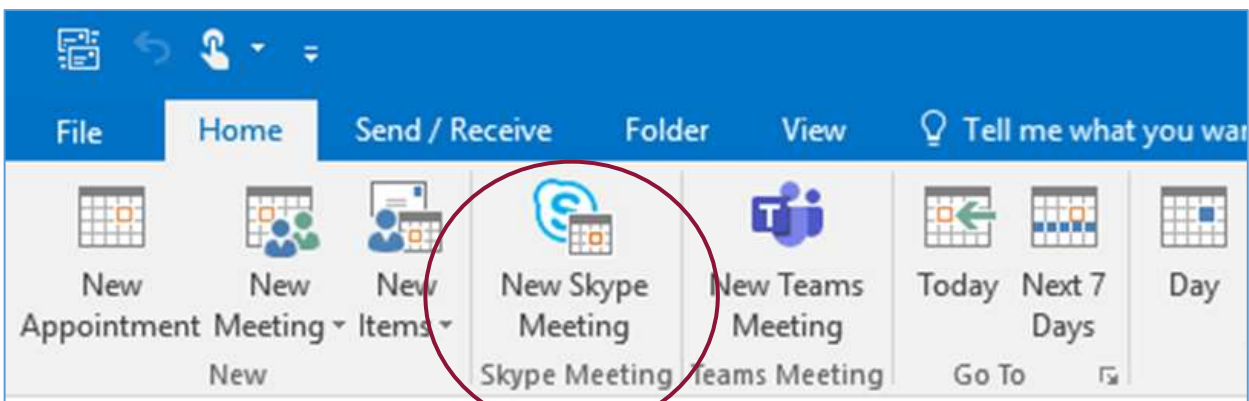 File Home Send / Receive Folder View Tell me what you wan
New Appointment
New Meeting
New Items
New Skype Meeting
New Teams Meeting
Today
Next 7 Days
Day
New
Skype Meeting
Teams Meeting
Go To